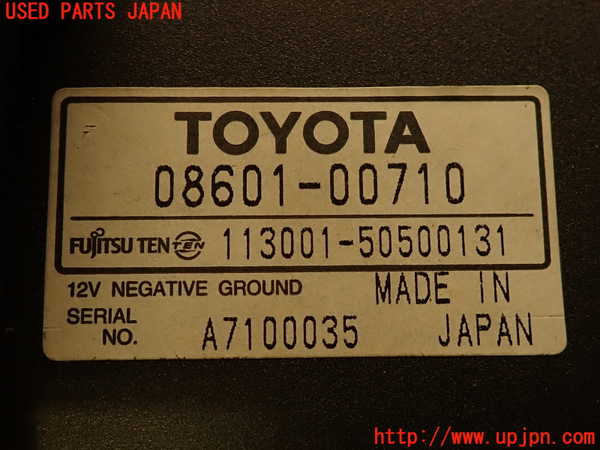 USED PARTS JAPAN
TOYOTA
08601-00710
FUJITSU TEN TEN 113001-50500131
12V NEGATIVE GROUND MADE IN
SERIAL NO. A7100035 JAPAN
http://www.upjpn.com/